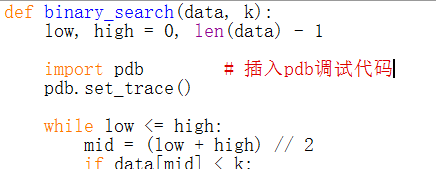 def binary_search(data, k):
    low, high = 0, len(data) - 1
    import pdb        # 插入pdb调试代码
    pdb.set_trace()
    while low <= high:
        mid = (low + high) // 2
        if data[mid] < k: